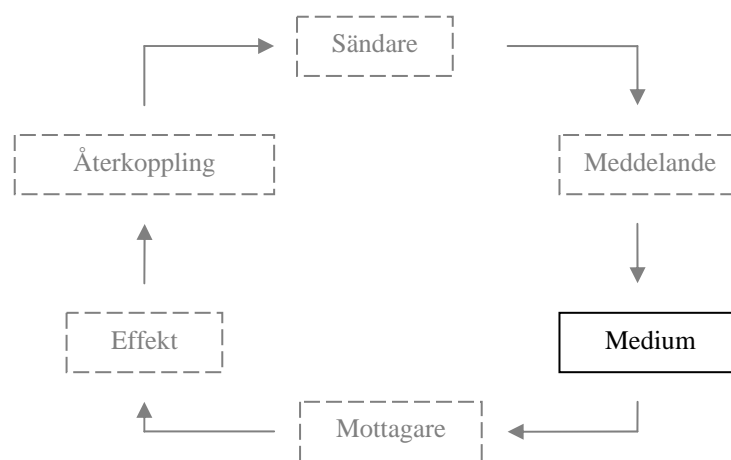 Sändare
Återkoppling
Meddelande
Effekt
Medium
Mottagare